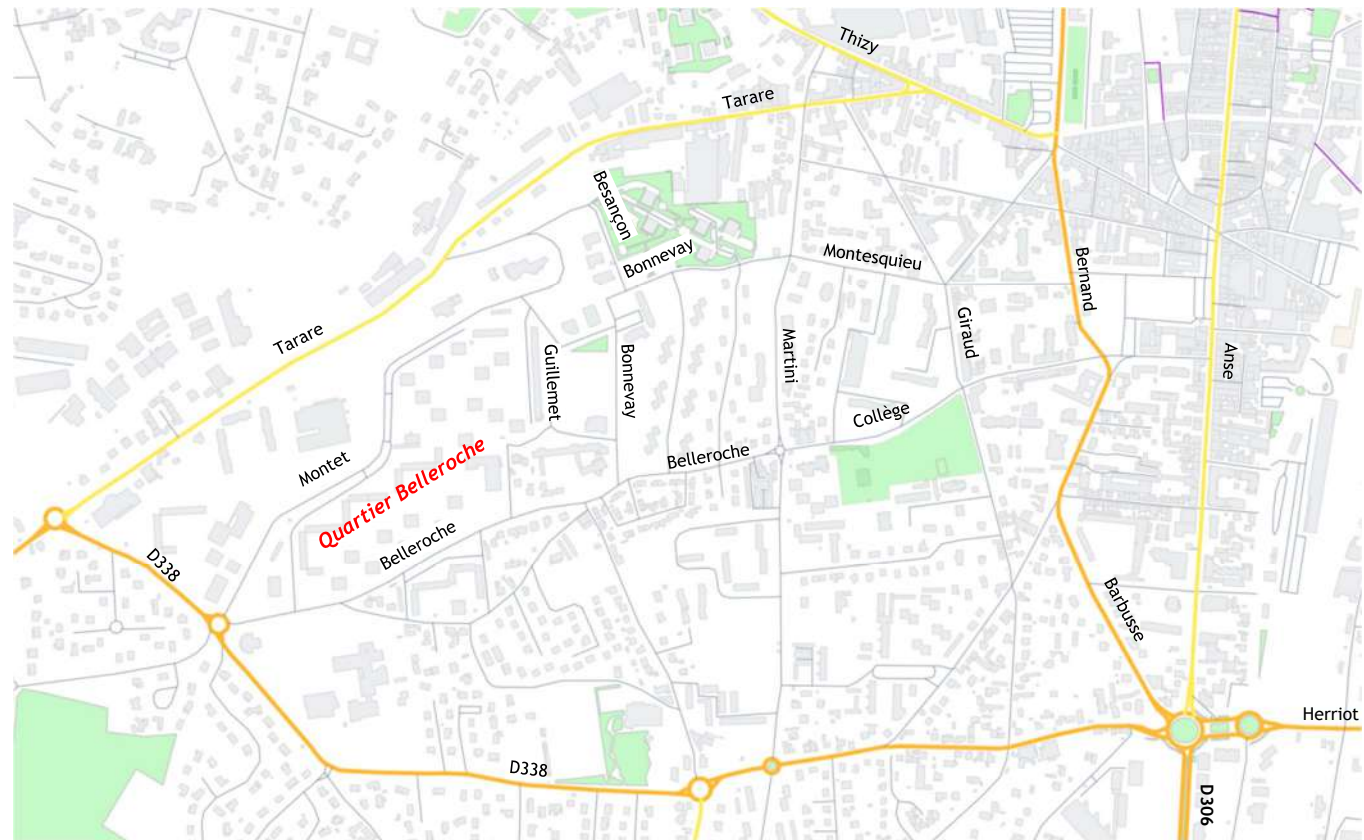 Thizy
Tarare
Besançon
Bonnevay
Montesquieu
Bernand
Giraud
Tarare
Guillemet
Bonnevay
Martini
Anse
Collège
Belleroche
Montet
Quartier Belleroche
Belleroche
D338
Barbusse
Herriot
D338
D306